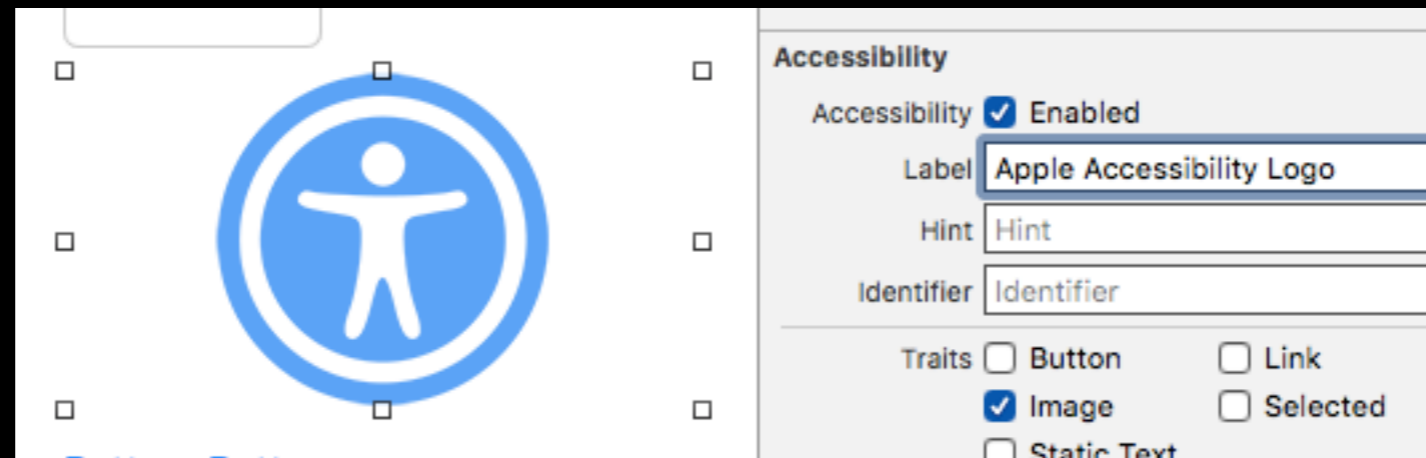 Accessibility
Accessibility Enabled
Label Apple Accessibility Logo
Hint Hint
Identifier Identifier
Traits Button Link
Image Selected
Static Text